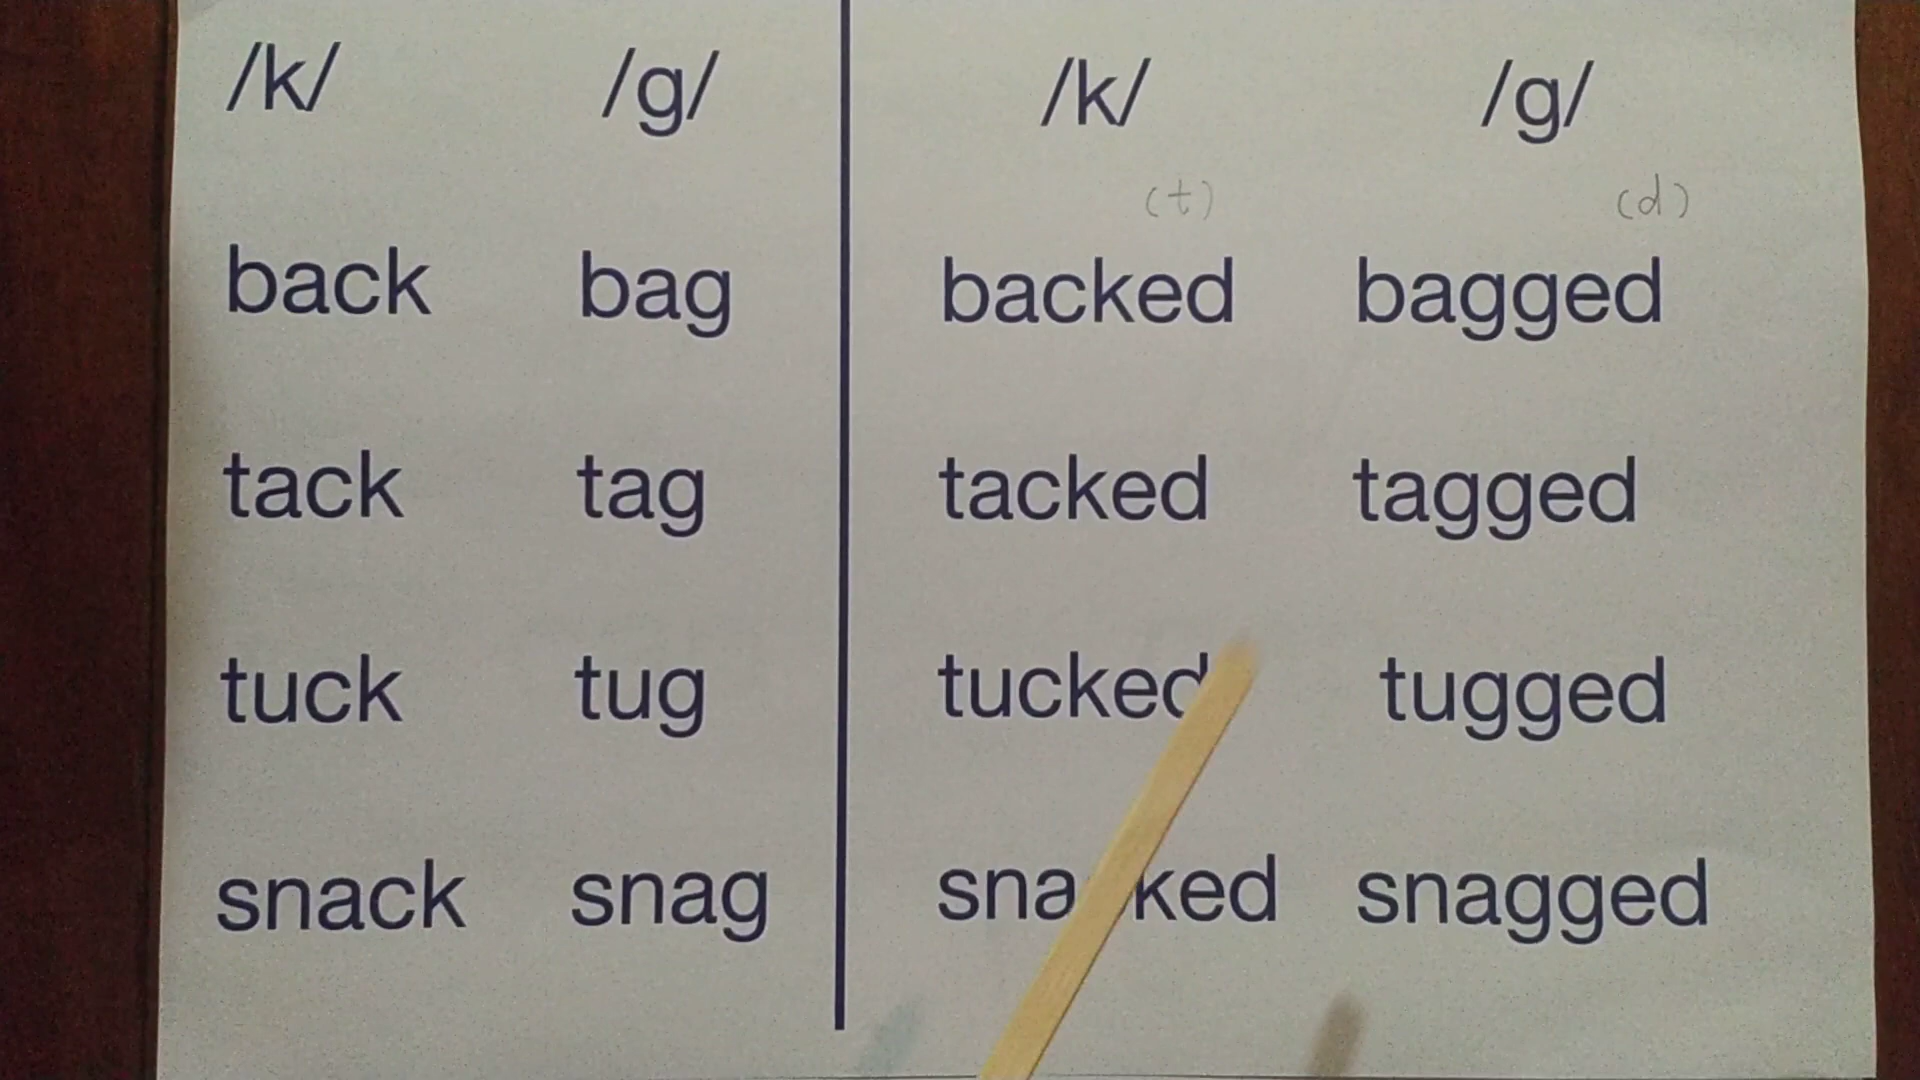 /k/ /g/ /k/ /g/
(t) (d)
back bag backed bagged
tack tag tacked tagged
tuck tug tucked tugged
snack snag snagged